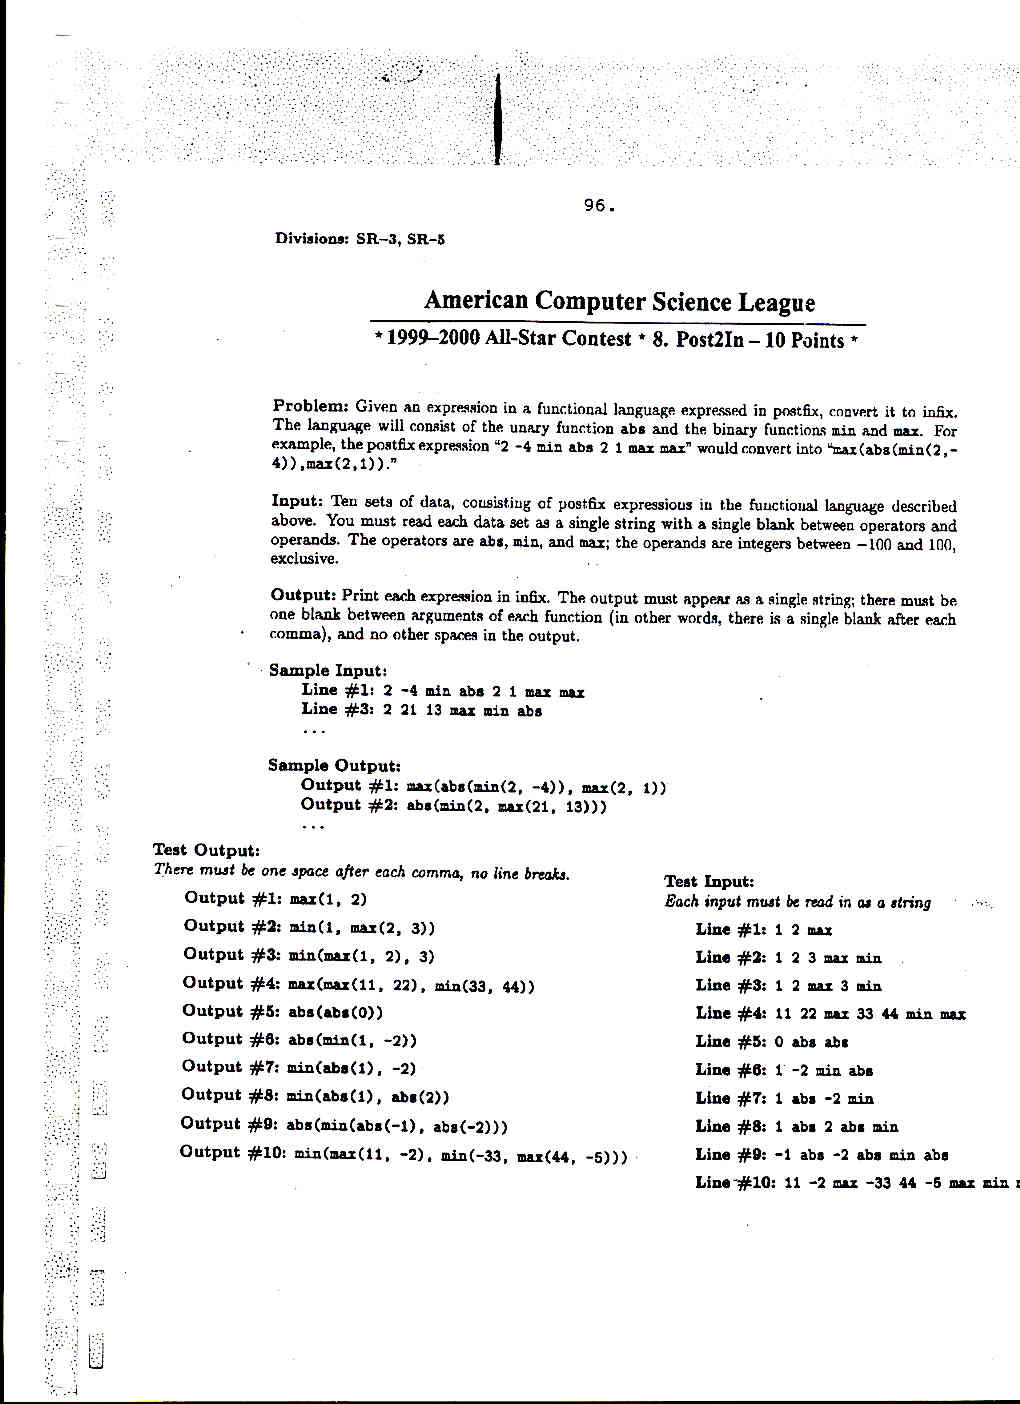 96.
Divisions: SR-3, SR-5
American Computer Science League
* 1999–2000 All-Star Contest * 8. Post2In – 10 Points *
Problem: Given an expression in a functional language expressed in postfix, convert it to infix.
The language will consist of the unary function abs and the binary functions min and max. For
example, the postfix expression "2 -4 min abs 2 1 max max" would convert into "max(abs(min(2,-
4)),max(2,1))."
Input: Ten sets of data, consisting of postfix expressions in the functional language described
above. You must read each data set as a single string with a single blank between operators and
operands. The operators are abs, min, and max; the operands are integers between −100 and 100,
exclusive.
Output: Print each expression in infix. The output must appear as a single string; there must be
one blank between arguments of each function (in other words, there is a single blank after each
comma), and no other spaces in the output.
Sample Input:
Line #1: 2 -4 min abs 2 1 max max
Line #3: 2 21 13 max min abs
...
Sample Output:
Output #1: max(abs(min(2, -4)), max(2, 1))
Output #2: abs(min(2, max(21, 13)))
...
Test Output:
There must be one space after each comma, no line breaks.
Output #1: max(1, 2)
Output #2: min(1, max(2, 3))
Output #3: min(max(1, 2), 3)
Output #4: max(max(11, 22), min(33, 44))
Output #5: abs(abs(0))
Output #6: abs(min(1, -2))
Output #7: min(abs(1), -2)
Output #8: min(abs(1), abs(2))
Output #9: abs(min(abs(-1), abs(-2)))
Output #10: min(max(11, -2), min(-33, max(44, -5)))
Test Input:
Each input must be read in as a string
Line #1: 1 2 max
Line #2: 1 2 3 max min
Line #3: 1 2 max 3 min
Line #4: 11 22 max 33 44 min max
Line #5: 0 abs abs
Line #6: 1 -2 min abs
Line #7: 1 abs -2 min
Line #8: 1 abs 2 abs min
Line #9: -1 abs -2 abs min abs
Line #10: 11 -2 max -33 44 -5 max min